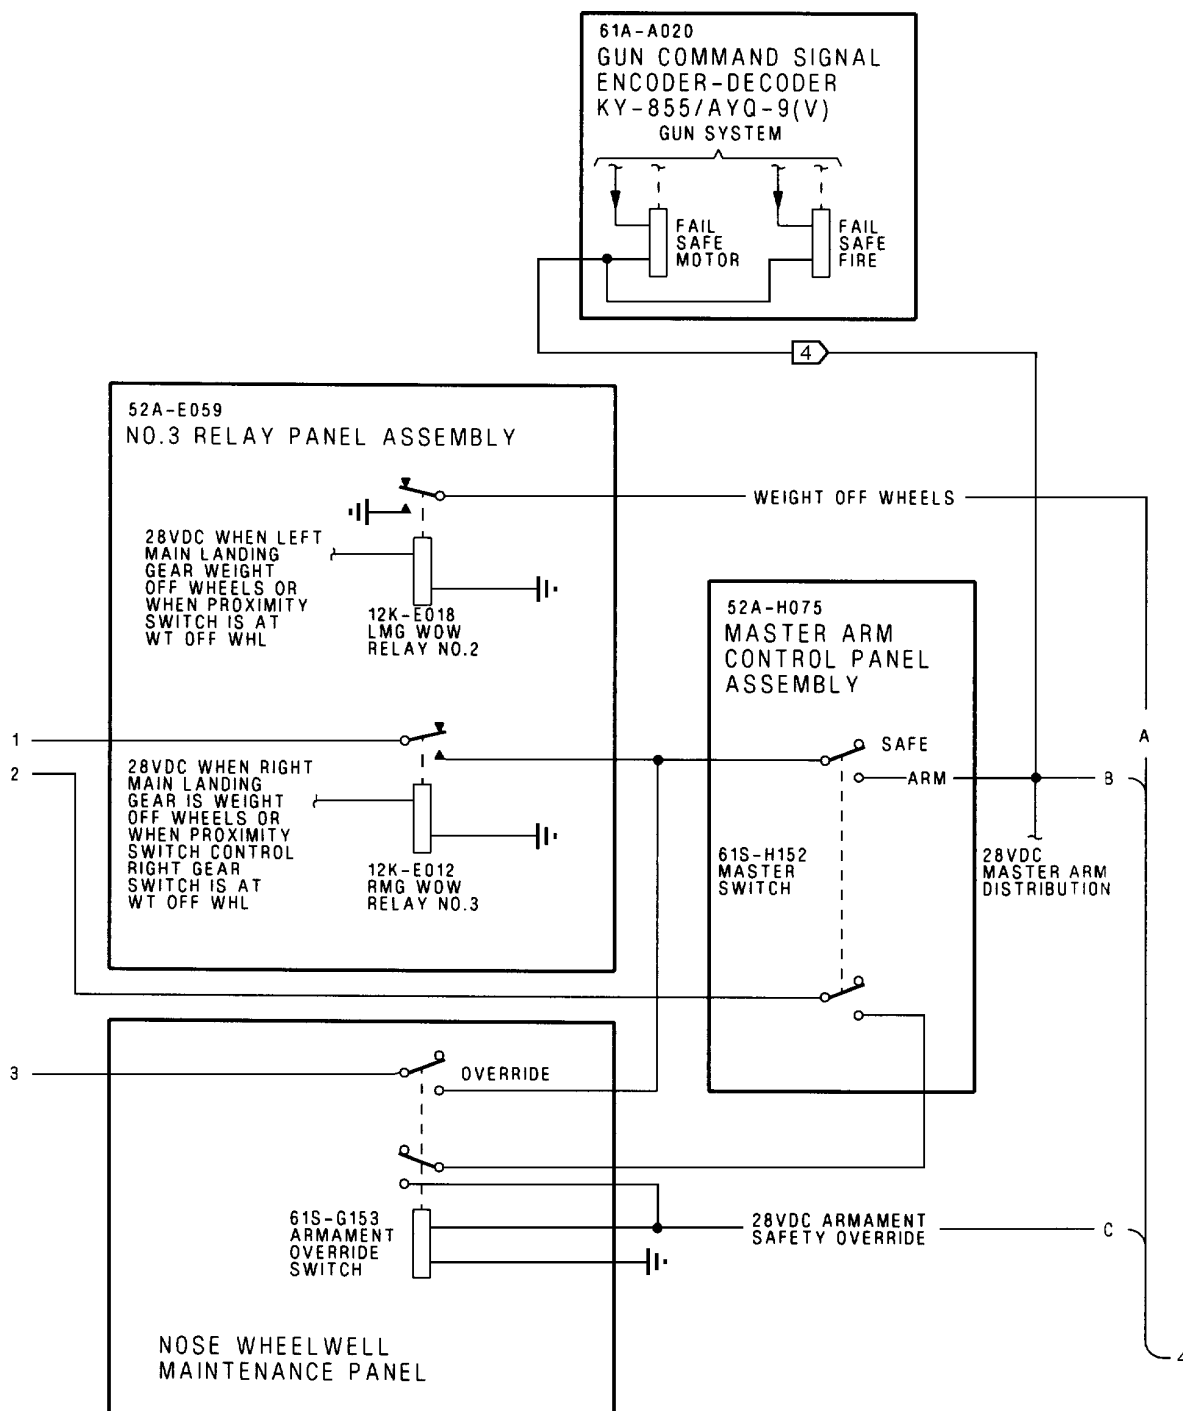 61A-A020
GUN COMMAND SIGNAL
ENCODER-DECODER
KY-855/AYQ-9(V)
GUN SYSTEM
FAIL
SAFE
MOTOR
FAIL
SAFE
FIRE
4
52A-E059
NO.3 RELAY PANEL ASSEMBLY
WEIGHT OFF WHEELS
28VDC WHEN LEFT
MAIN LANDING
GEAR WEIGHT
OFF WHEELS OR
WHEN PROXIMITY
SWITCH IS AT
WT OFF WHL
12K-E018
LMG WOW
RELAY NO.2
52A-H075
MASTER ARM
CONTROL PANEL
ASSEMBLY
1
2
28VDC WHEN RIGHT
MAIN LANDING
GEAR IS WEIGHT
OFF WHEELS OR
WHEN PROXIMITY
SWITCH CONTROL
RIGHT GEAR
SWITCH IS AT
WT OFF WHL
12K-E012
RMG WOW
RELAY NO.3
SAFE
ARM
A
B
61S-H152
MASTER
SWITCH
28VDC
MASTER ARM
DISTRIBUTION
3
OVERRIDE
61S-G153
ARMAMENT
OVERRIDE
SWITCH
28VDC ARMAMENT
SAFETY OVERRIDE
C
NOSE WHEELWELL
MAINTENANCE PANEL
4